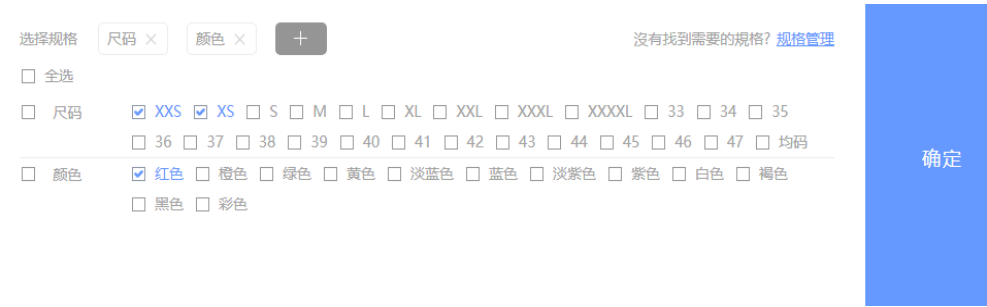 选择规格 尺码 × 颜色 × + 沒有找到需要的規格? 规格管理
全选
尺码 XXS XS S M L XL XXL XXXL XXXXL 33 34 35
36 37 38 39 40 41 42 43 44 45 46 47 均码
确定
颜色 红色 橙色 绿色 黄色 淡蓝色 蓝色 淡紫色 紫色 白色 褐色
黑色 彩色